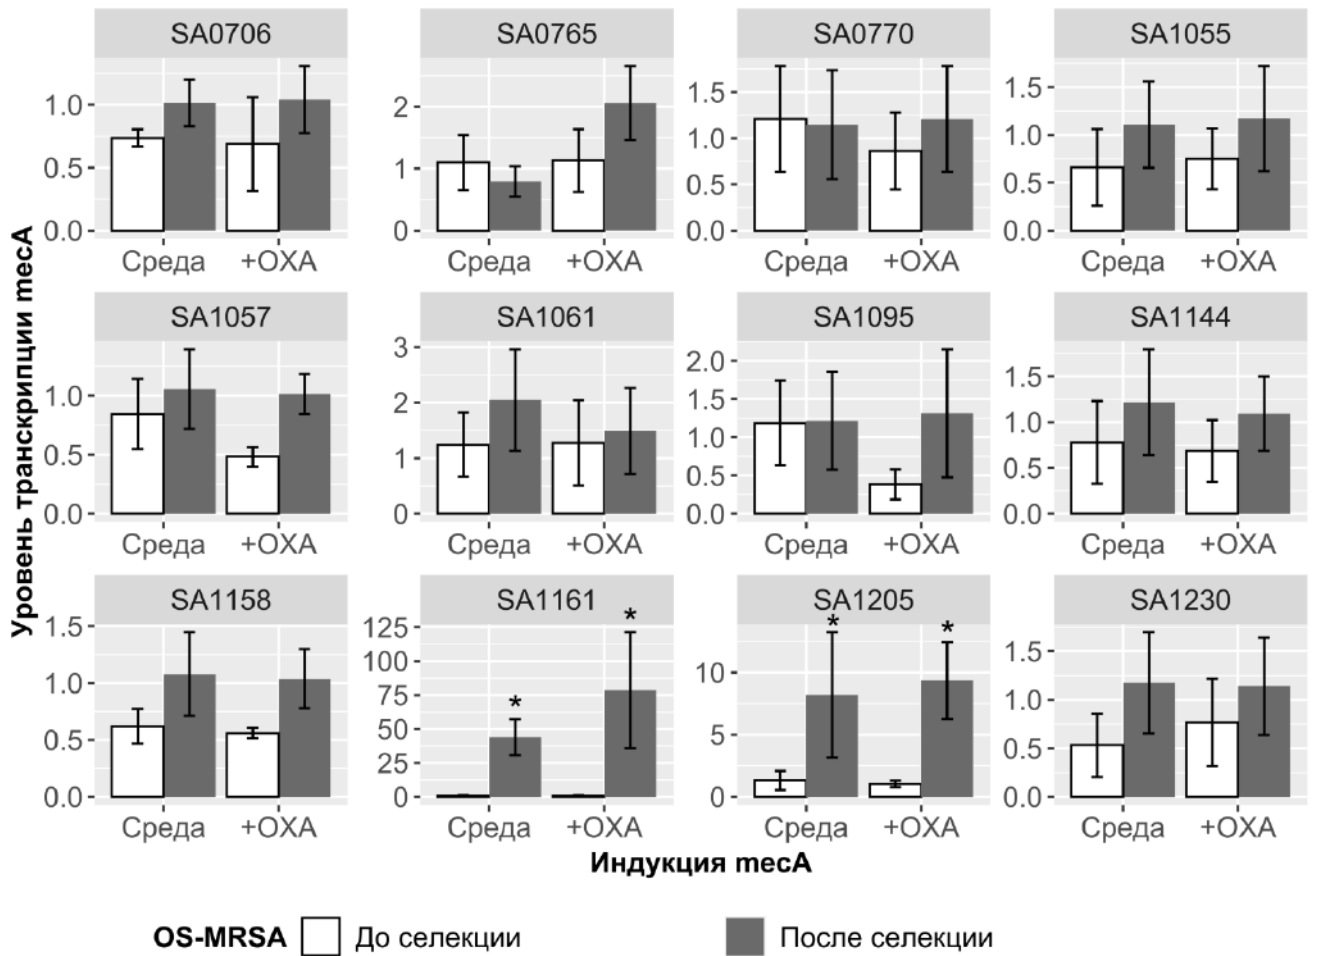 SA0706 SA0765 SA0770 SA1055
1.0 0.5 0.0
2 1 0
1.5 1.0 0.5 0.0
1.5 1.0 0.5 0.0
Среда +OXA Среда +OXA Среда +OXA Среда +OXA
Уровень транскрипции mecA
SA1057 SA1061 SA1095 SA1144
1.0 0.5 0.0
3 2 1 0
2.0 1.5 1.0 0.5 0.0
1.5 1.0 0.5 0.0
Среда +OXA Среда +OXA Среда +OXA Среда +OXA
SA1158 SA1161 SA1205 SA1230
1.5 1.0 0.5 0.0
125 100 75 50 25 0
* *
10 5 0
* *
1.5 1.0 0.5 0.0
Среда +OXA Среда +OXA Среда +OXA Среда +OXA
Индукция mecA
OS-MRSA До селекции После селекции